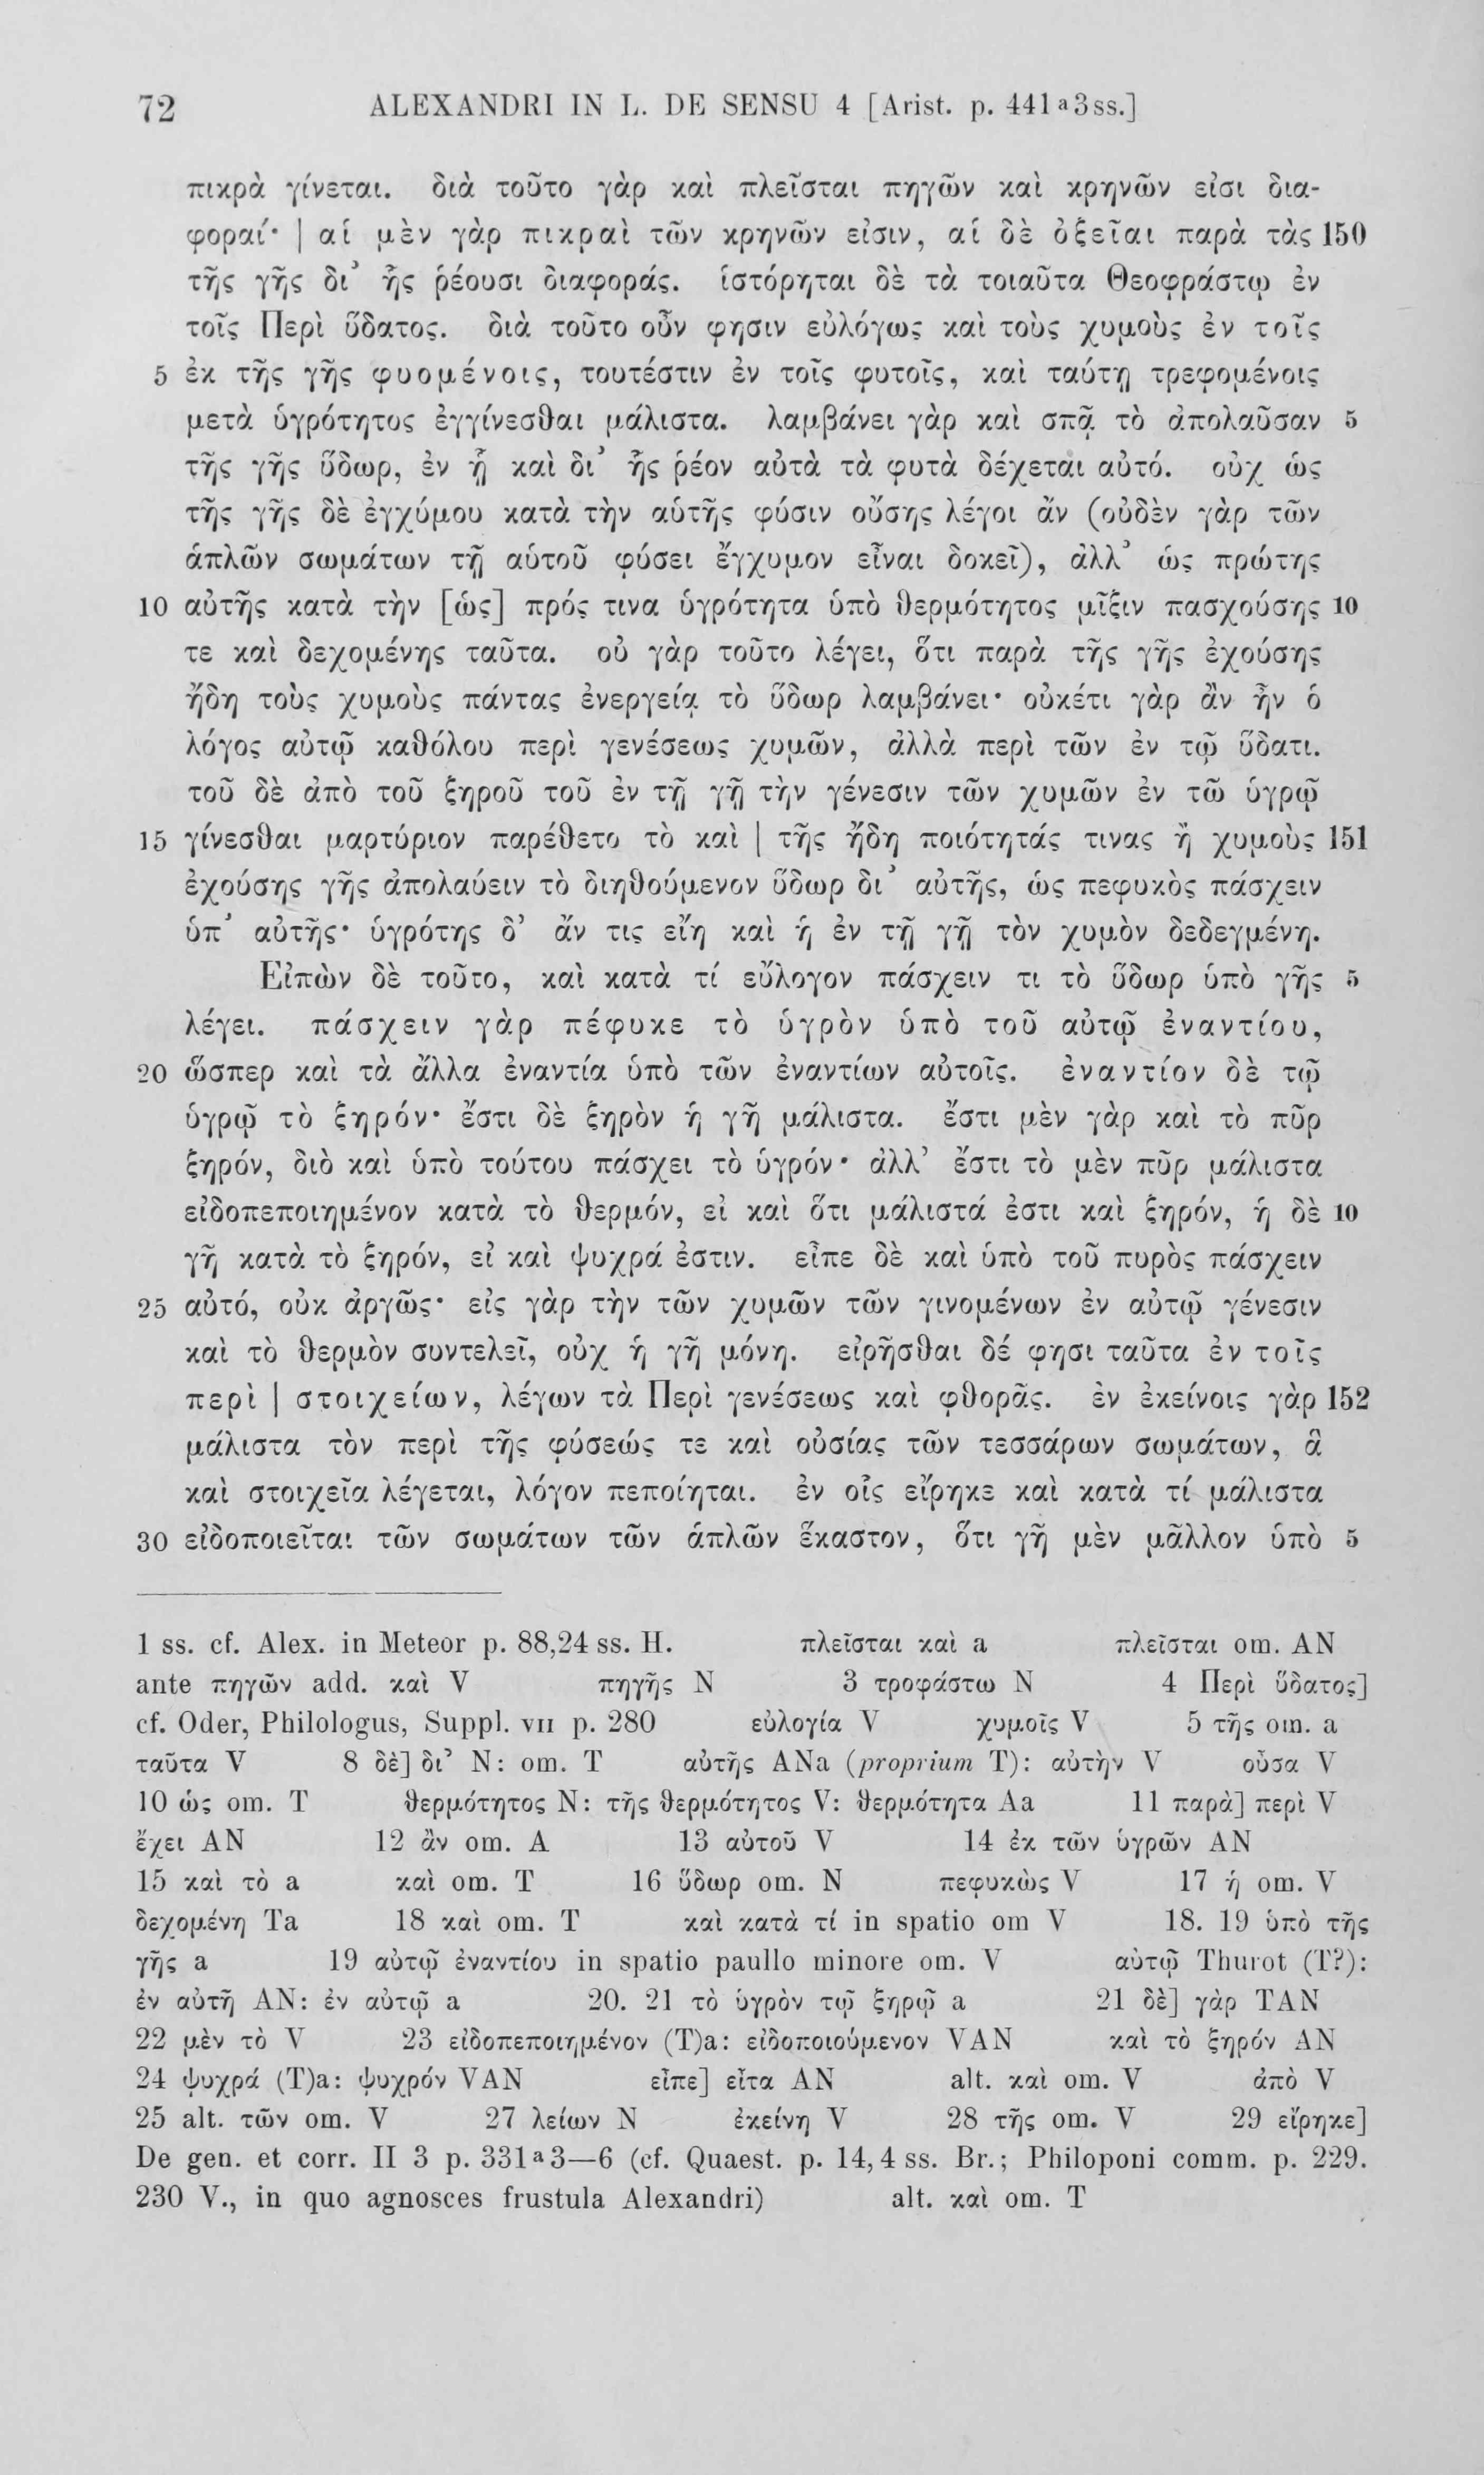 72 ALEXANDRI IN L. DE SENSU 4 [Arist. p. 441 a 3 ss.]
πικρὰ γίνεται. διὰ τοῦτο γὰρ καὶ πλεῖσται πηγῶν καὶ κρηνῶν εἰσι δια-
φοραί· | αἱ μὲν γὰρ πικραὶ τῶν κρηνῶν εἰσιν, αἱ δὲ ὀξεῖαι παρὰ τὰς 150
τῆς γῆς δι’ ἧς ῥέουσι διαφοράς. ἱστόρηται δὲ τὰ τοιαῦτα Θεοφράστῳ ἐν
τοῖς Περὶ ὕδατος. διὰ τοῦτο οὖν φησιν εὐλόγως καὶ τοὺς χυμοὺς ἐν τοῖς
5 ἐκ τῆς γῆς φυομένοις, τουτέστιν ἐν τοῖς φυτοῖς, καὶ ταύτῃ τρεφομένοις
μετὰ ὑγρότητος ἐγγίνεσθαι μάλιστα. λαμβάνει γὰρ καὶ σπᾷ τὸ ἀπολαῦσαν 5
τῆς γῆς ὕδωρ, ἐν ᾗ καὶ δι’ ἧς ῥέον αὐτὰ τὰ φυτὰ δέχεται αὐτό. οὐχ ὡς
τῆς γῆς δὲ ἐγχύμου κατὰ τὴν αὑτῆς φύσιν οὔσης λέγοι ἄν (οὐδὲν γὰρ τῶν
ἁπλῶν σωμάτων τῇ αὑτοῦ φύσει ἔγχυμον εἶναι δοκεῖ), ἀλλ’ ὡς πρώτης
10 αὐτῆς κατὰ τὴν [ὡς] πρός τινα ὑγρότητα ὑπὸ θερμότητος μῖξιν πασχούσης 10
τε καὶ δεχομένης ταῦτα. οὐ γὰρ τοῦτο λέγει, ὅτι παρὰ τῆς γῆς ἐχούσης
ἤδη τοὺς χυμοὺς πάντας ἐνεργείᾳ τὸ ὕδωρ λαμβάνει· οὐκέτι γὰρ ἂν ἦν ὁ
λόγος αὐτῷ καθόλου περὶ γενέσεως χυμῶν, ἀλλὰ περὶ τῶν ἐν τῷ ὕδατι.
τοῦ δὲ ἀπὸ τοῦ ξηροῦ τοῦ ἐν τῇ γῇ τὴν γένεσιν τῶν χυμῶν ἐν τῶ ὑγρῷ
15 γίνεσθαι μαρτύριον παρέθετο τὸ καὶ | τῆς ἤδη ποιότητάς τινας ἢ χυμοὺς 151
ἐχούσης γῆς ἀπολαύειν τὸ διηθούμενον ὕδωρ δι’ αὐτῆς, ὡς πεφυκὸς πάσχειν
ὑπ’ αὐτῆς· ὑγρότης δ’ ἄν τις εἴη καὶ ἡ ἐν τῇ γῇ τὸν χυμὸν δεδεγμένη.
Εἰπὼν δὲ τοῦτο, καὶ κατὰ τί εὔλογον πάσχειν τι τὸ ὕδωρ ὑπὸ γῆς 5
λέγει. πάσχειν γὰρ πέφυκε τὸ ὑγρὸν ὑπὸ τοῦ αὐτῷ ἐναντίου,
20 ὥσπερ καὶ τὰ ἄλλα ἐναντία ὑπὸ τῶν ἐναντίων αὐτοῖς. ἐναντίον δὲ τῷ
ὑγρῷ τὸ ξηρόν· ἔστι δὲ ξηρὸν ἡ γῆ μάλιστα. ἔστι μὲν γὰρ καὶ τὸ πῦρ
ξηρόν, διὸ καὶ ὑπὸ τούτου πάσχει τὸ ὑγρόν· ἀλλ’ ἔστι τὸ μὲν πῦρ μάλιστα
εἰδοπεποιημένον κατὰ τὸ θερμόν, εἰ καὶ ὅτι μάλιστά ἐστι καὶ ξηρόν, ἡ δὲ 10
γῆ κατὰ τὸ ξηρόν, εἰ καὶ ψυχρά ἐστιν. εἶπε δὲ καὶ ὑπὸ τοῦ πυρὸς πάσχειν
25 αὐτό, οὐκ ἀργῶς· εἰς γὰρ τὴν τῶν χυμῶν τῶν γινομένων ἐν αὐτῷ γένεσιν
καὶ τὸ θερμὸν συντελεῖ, οὐχ ἡ γῆ μόνη. εἰρῆσθαι δέ φησι ταῦτα ἐν τοῖς
περὶ | στοιχείων, λέγων τὰ Περὶ γενέσεως καὶ φθορᾶς. ἐν ἐκείνοις γὰρ 152
μάλιστα τὸν περὶ τῆς φύσεώς τε καὶ οὐσίας τῶν τεσσάρων σωμάτων, ἃ
καὶ στοιχεῖα λέγεται, λόγον πεποίηται. ἐν οἷς εἴρηκε καὶ κατὰ τί μάλιστα
30 εἰδοποιεῖται τῶν σωμάτων τῶν ἁπλῶν ἕκαστον, ὅτι γῆ μὲν μᾶλλον ὑπὸ 5
1 ss. cf. Alex. in Meteor p. 88,24 ss. H. πλεῖσται καὶ a πλεῖσται om. AN
ante πηγῶν add. καὶ V πηγῆς N 3 τροφάστω N 4 Περὶ ὕδατος]
cf. Oder, Philologus, Suppl. VII p. 280 εὐλογία V χυμοῖς V 5 τῆς om. a
ταῦτα V 8 δὲ] δι’ N: om. T αὑτῆς ANa (proprium T): αὐτὴν V οὖσα V
10 ὡς om. T θερμότητος N: τῆς θερμότητος V: θερμότητα Aa 11 παρὰ] περὶ V
ἔχει AN 12 ἂν om. A 13 αὐτοῦ V 14 ἐκ τῶν ὑγρῶν AN
15 καὶ τὸ a καὶ om. T 16 ὕδωρ om. N πεφυκὼς V 17 ἡ om. V
δεχομένη Ta 18 καὶ om. T καὶ κατὰ τί in spatio om V 18. 19 ὑπὸ τῆς
γῆς a 19 αὐτῷ ἐναντίου in spatio paullo minore om. V αὑτῷ Thurot (T?):
ἐν αὐτῆ AN: ἐν αὐτῷ a 20. 21 τὸ ὑγρὸν τῷ ξηρῷ a 21 δὲ] γὰρ TAN
22 μὲν τὸ V 23 εἰδοπεποιημένον (T)a: εἰδοποιούμενον VAN καὶ τὸ ξηρόν AN
24 ψυχρά (T)a: ψυχρόν VAN εἶπε] εἶτα AN alt. καὶ om. V ἀπὸ V
25 alt. τῶν om. V 27 λείων N ἐκείνη V 28 τῆς om. V 29 εἴρηκε]
De gen. et corr. II 3 p. 331 a 3—6 (cf. Quaest. p. 14,4 ss. Br.; Philoponi comm. p. 229.
230 V., in quo agnosces frustula Alexandri) alt. καὶ om. T